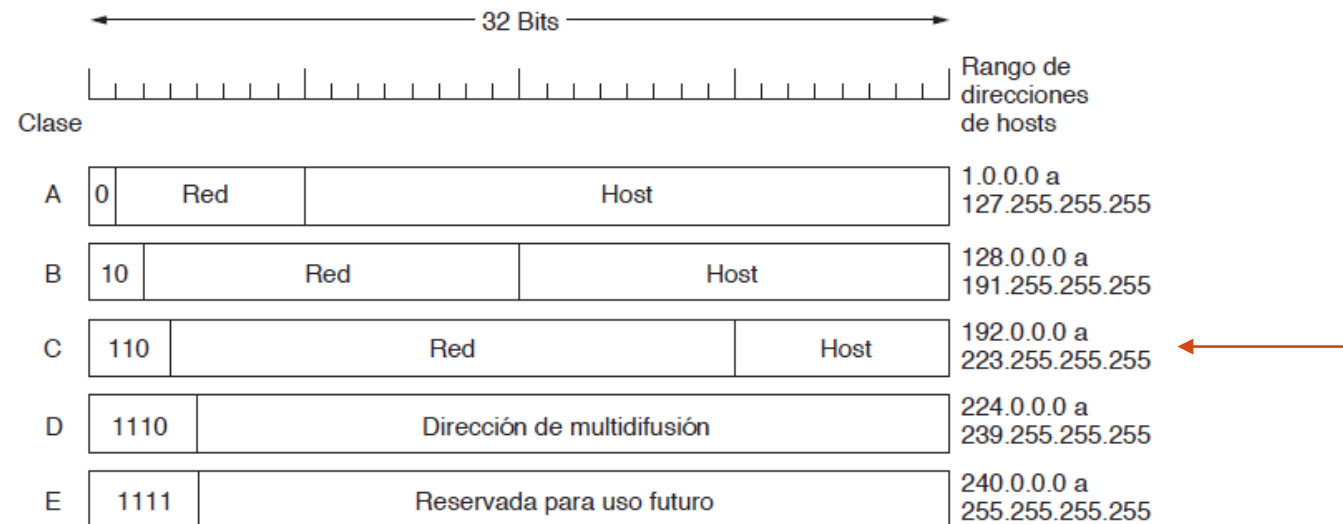 32 Bits
Rango de
direcciones
de hosts
Clase
A 0 Red Host 1.0.0.0 a
127.255.255.255
B 10 Red Host 128.0.0.0 a
191.255.255.255
C 110 Red Host 192.0.0.0 a
223.255.255.255
D 1110 Dirección de multidifusión 224.0.0.0 a
239.255.255.255
E 1111 Reservada para uso futuro 240.0.0.0 a
255.255.255.255